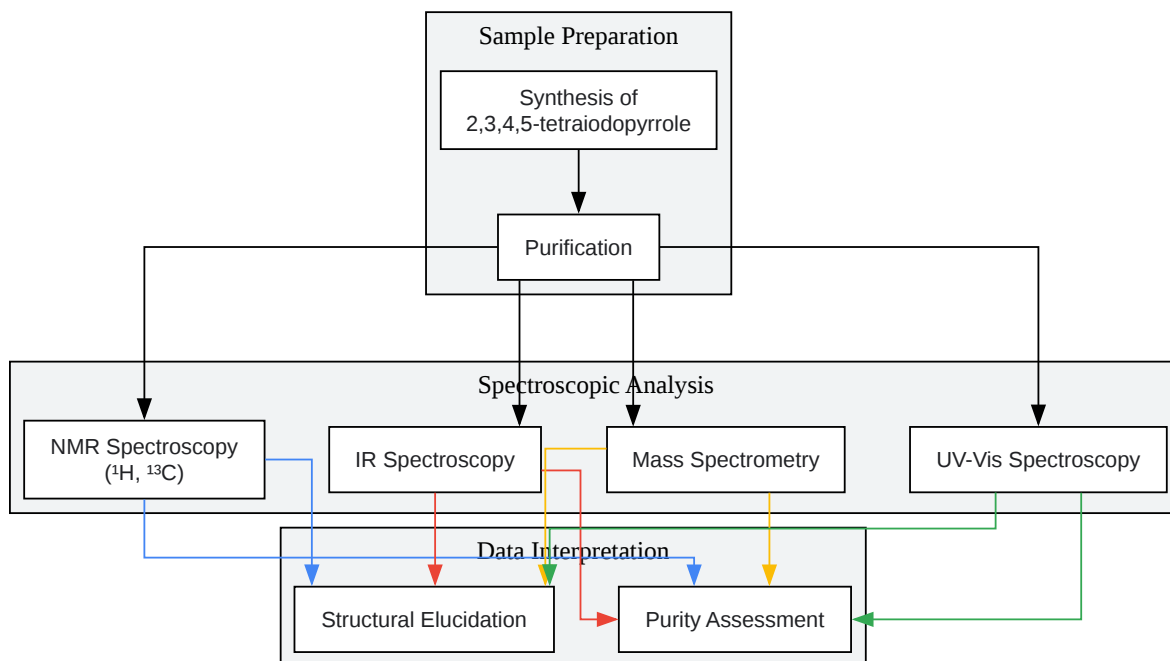 Sample Preparation
Synthesis of
2,3,4,5-tetraiodopyrrole
Purification
Spectroscopic Analysis
NMR Spectroscopy
(¹H, ¹³C)
IR Spectroscopy
Mass Spectrometry
UV-Vis Spectroscopy
Data Interpretation
Structural Elucidation
Purity Assessment